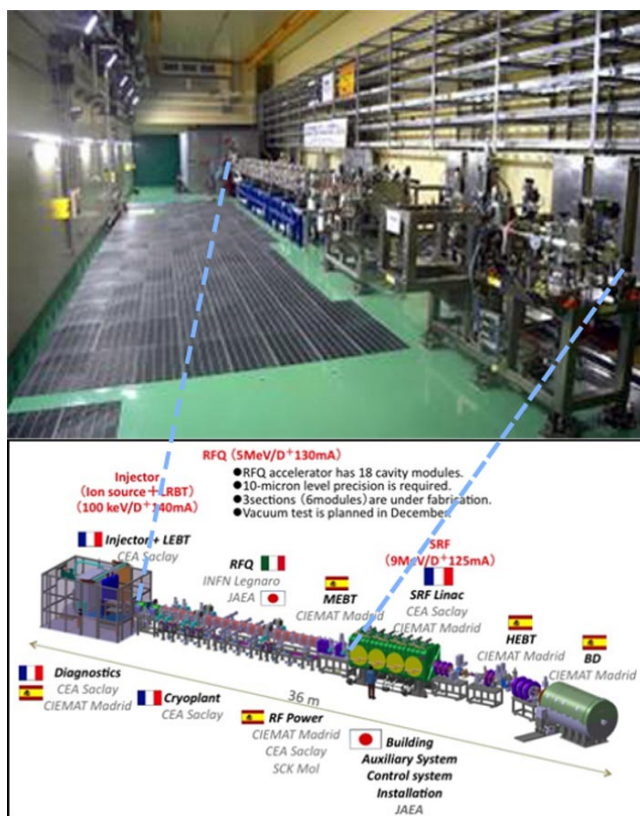 RFQ (5MeV/D+130mA)
●RFQ accelerator has 18 cavity modules.
●10-micron level precision is required.
●3sections (6modules) are under fabrication.
●Vacuum test is planned in December.
Injector
(Ion source+LRBT)
(100 keV/D+140mA)
SRF
(9MeV/D+125mA)
Injector + LEBT
CEA Saclay
RFQ
INFN Legnaro
JAEA
MEBT
CIEMAT Madrid
SRF Linac
CEA Saclay
CIEMAT Madrid
HEBT
CIEMAT Madrid
BD
CIEMAT Madrid
Diagnostics
CEA Saclay
CIEMAT Madrid
Cryoplant
CEA Saclay
36 m
RF Power
CIEMAT Madrid
CEA Saclay
SCK Mol
Building
Auxiliary System
Control system
Installation
JAEA